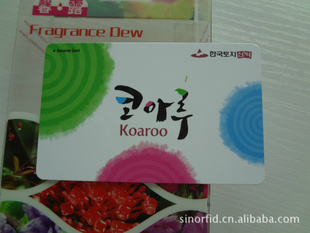 Fragrance Dew
한국토지신탁
코아루
Koaroo
sinorfid.cn.alibaba.com